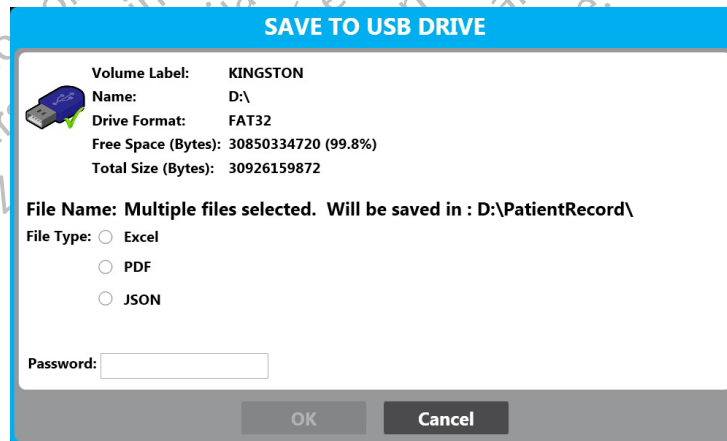 SAVE TO USB DRIVE
Volume Label: KINGSTON
Name: D:\
Drive Format: FAT32
Free Space (Bytes): 30850334720 (99.8%)
Total Size (Bytes): 30926159872
File Name: Multiple files selected. Will be saved in : D:\PatientRecord\
File Type: Excel
PDF
JSON
Password:
OK Cancel